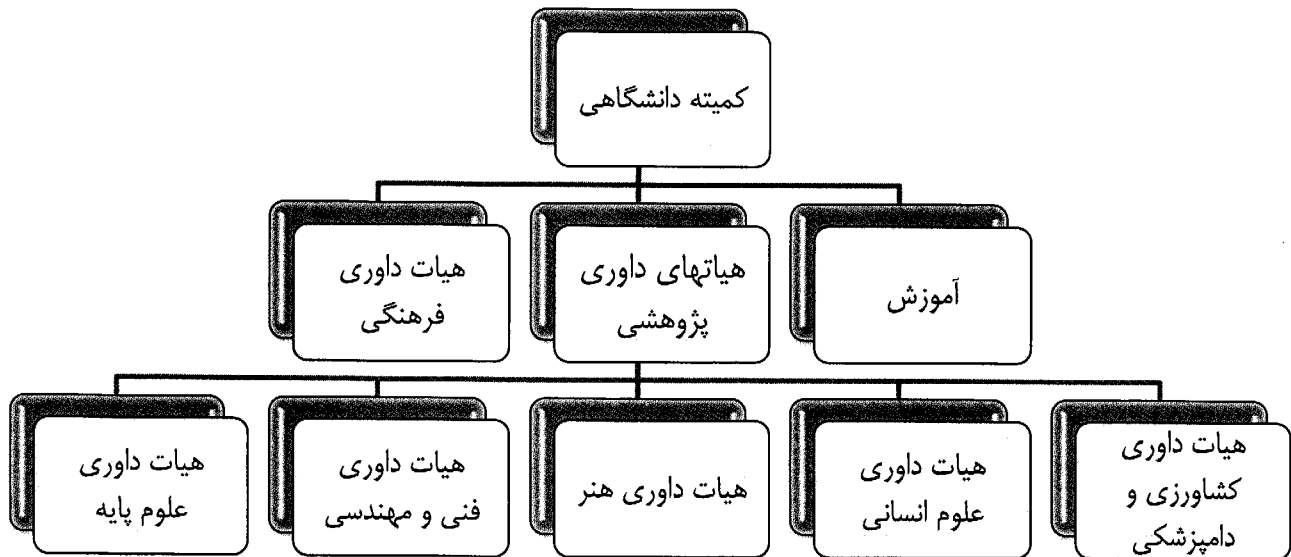 کمیته دانشگاهی
آموزش
هیاتهای داوری
پژوهشی
هیات داوری
فرهنگی
هیات داوری
کشاورزی و
دامپزشکی
هیات داوری
علوم انسانی
هیات داوری هنر
هیات داوری
فنی و مهندسی
هیات داوری
علوم پایه